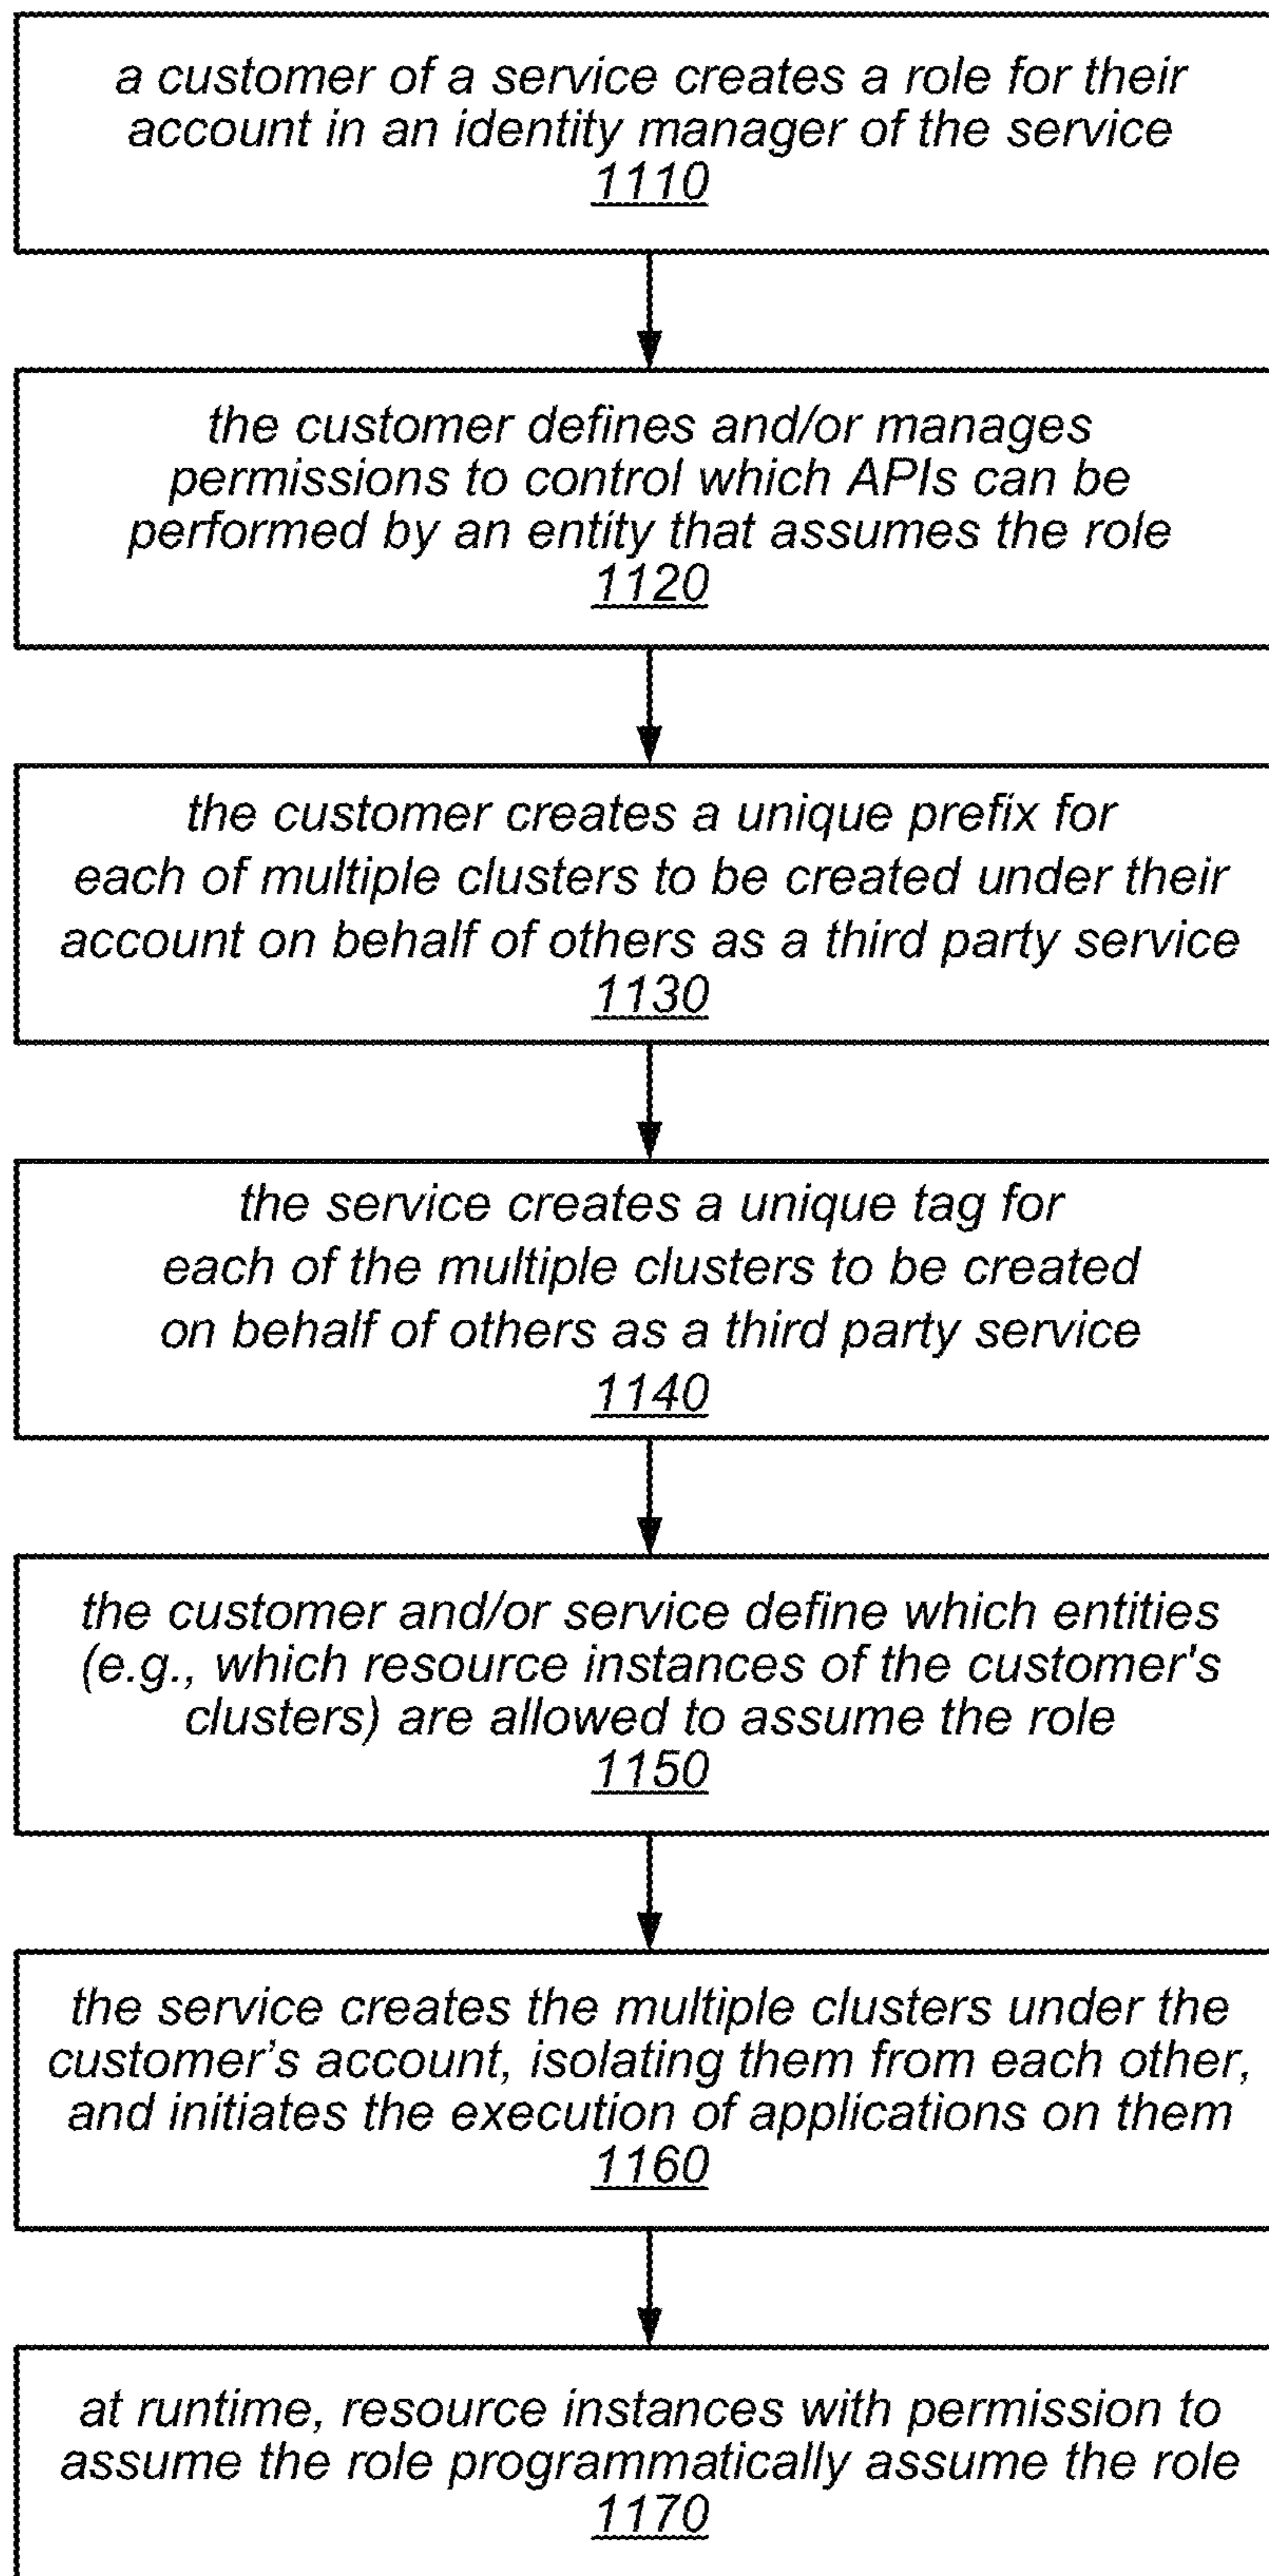 a customer of a service creates a role for their
account in an identity manager of the service
1110
the customer defines and/or manages
permissions to control which APIs can be
performed by an entity that assumes the role
1120
the customer creates a unique prefix for
each of multiple clusters to be created under their
account on behalf of others as a third party service
1130
the service creates a unique tag for
each of the multiple clusters to be created
on behalf of others as a third party service
1140
the customer and/or service define which entities
(e.g., which resource instances of the customer's
clusters) are allowed to assume the role
1150
the service creates the multiple clusters under the
customer’s account, isolating them from each other,
and initiates the execution of applications on them
1160
at runtime, resource instances with permission to
assume the role programmatically assume the role
1170